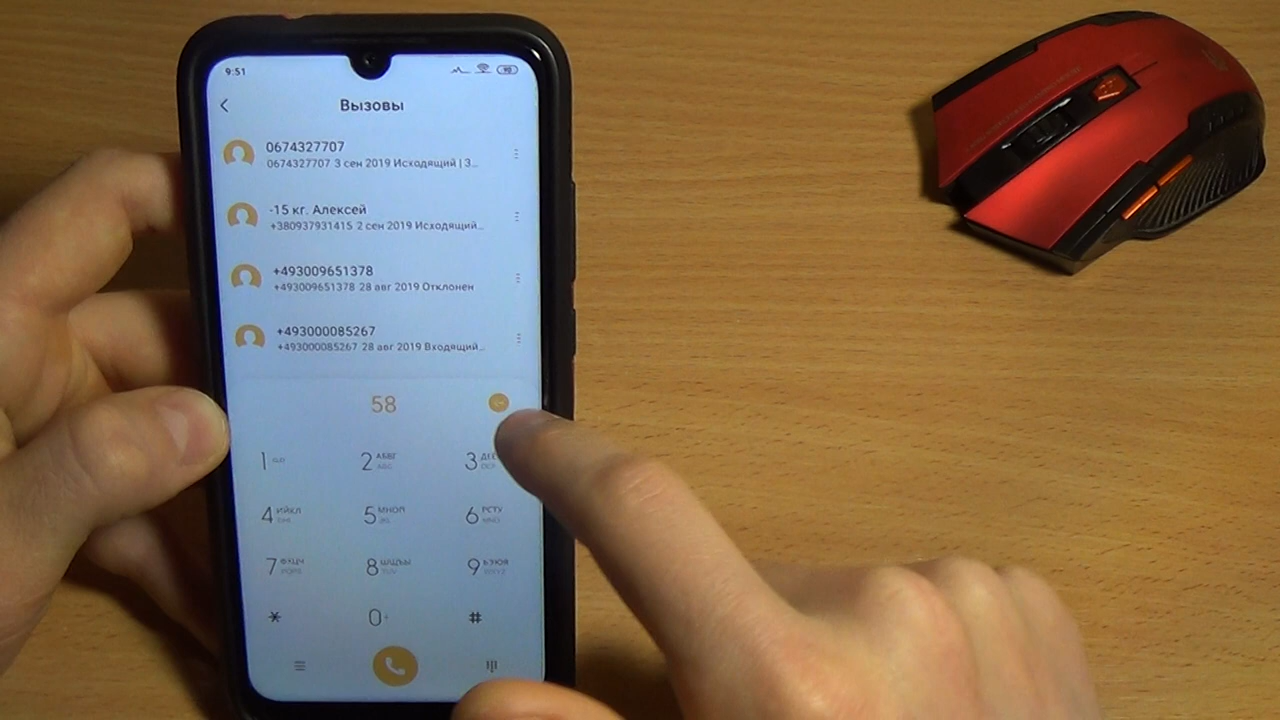 9:51
Вызовы
0674327707
0674327707 3 сен 2019 Исходящий | 3...
-15 кг. Алексей
+380937931415 2 сен 2019 Исходящий...
+493009651378
+493009651378 28 авг 2019 Отклонен
+493000085267
+493000085267 28 авг 2019 Входящий...
58
1 2 АБВГ ABC 3
4 ИЙКЛ GHI 5 МНОП JKL 6 РСТУ MNO
7 ФХЦЧ PQRS 8 ШЩЪЫ TUV 9 ЬЭЮЯ WXYZ
* 0+ #